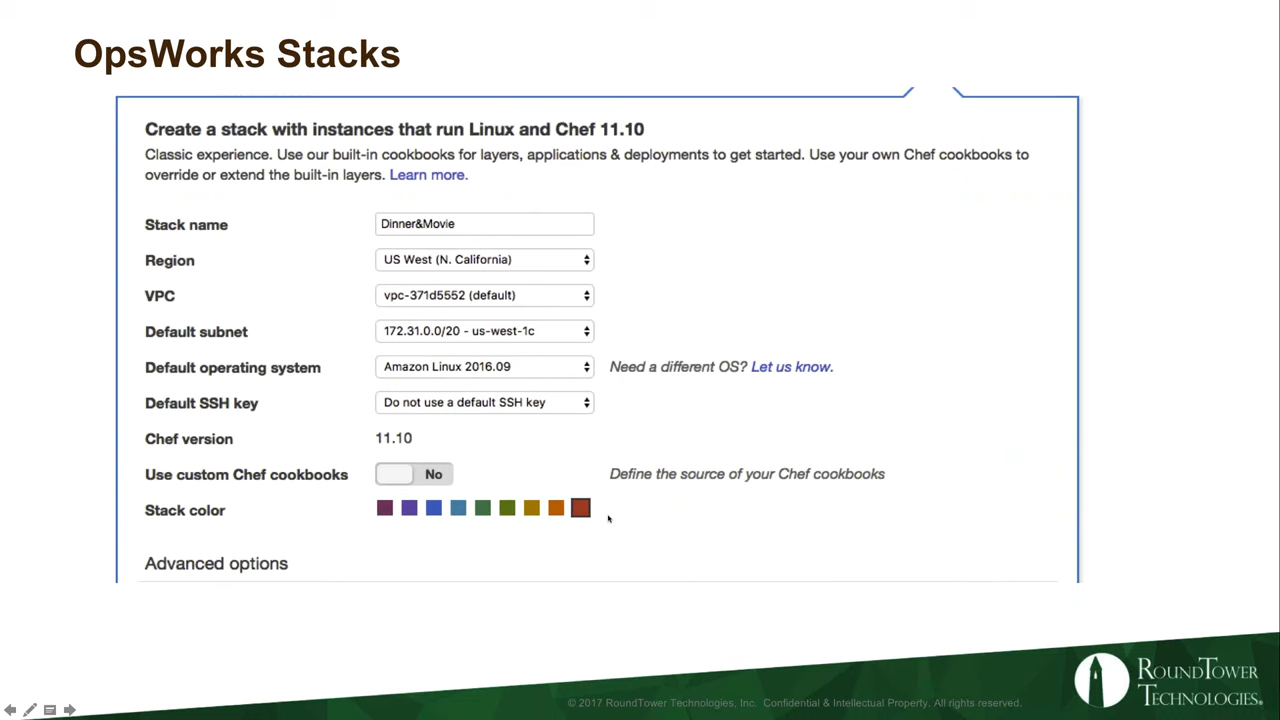 OpsWorks Stacks
Create a stack with instances that run Linux and Chef 11.10
Classic experience. Use our built-in cookbooks for layers, applications & deployments to get started. Use your own Chef cookbooks to
override or extend the built-in layers. Learn more.
Stack name Dinner&Movie
Region US West (N. California)
VPC vpc-371d5552 (default)
Default subnet 172.31.0.0/20 - us-west-1c
Default operating system Amazon Linux 2016.09 Need a different OS? Let us know.
Default SSH key Do not use a default SSH key
Chef version 11.10
Use custom Chef cookbooks No Define the source of your Chef cookbooks
Stack color
Advanced options
ROUNDTOWER
TECHNOLOGIES®
© 2017 RoundTower Technologies, Inc. Confidential & Intellectual Property. All rights reserved.